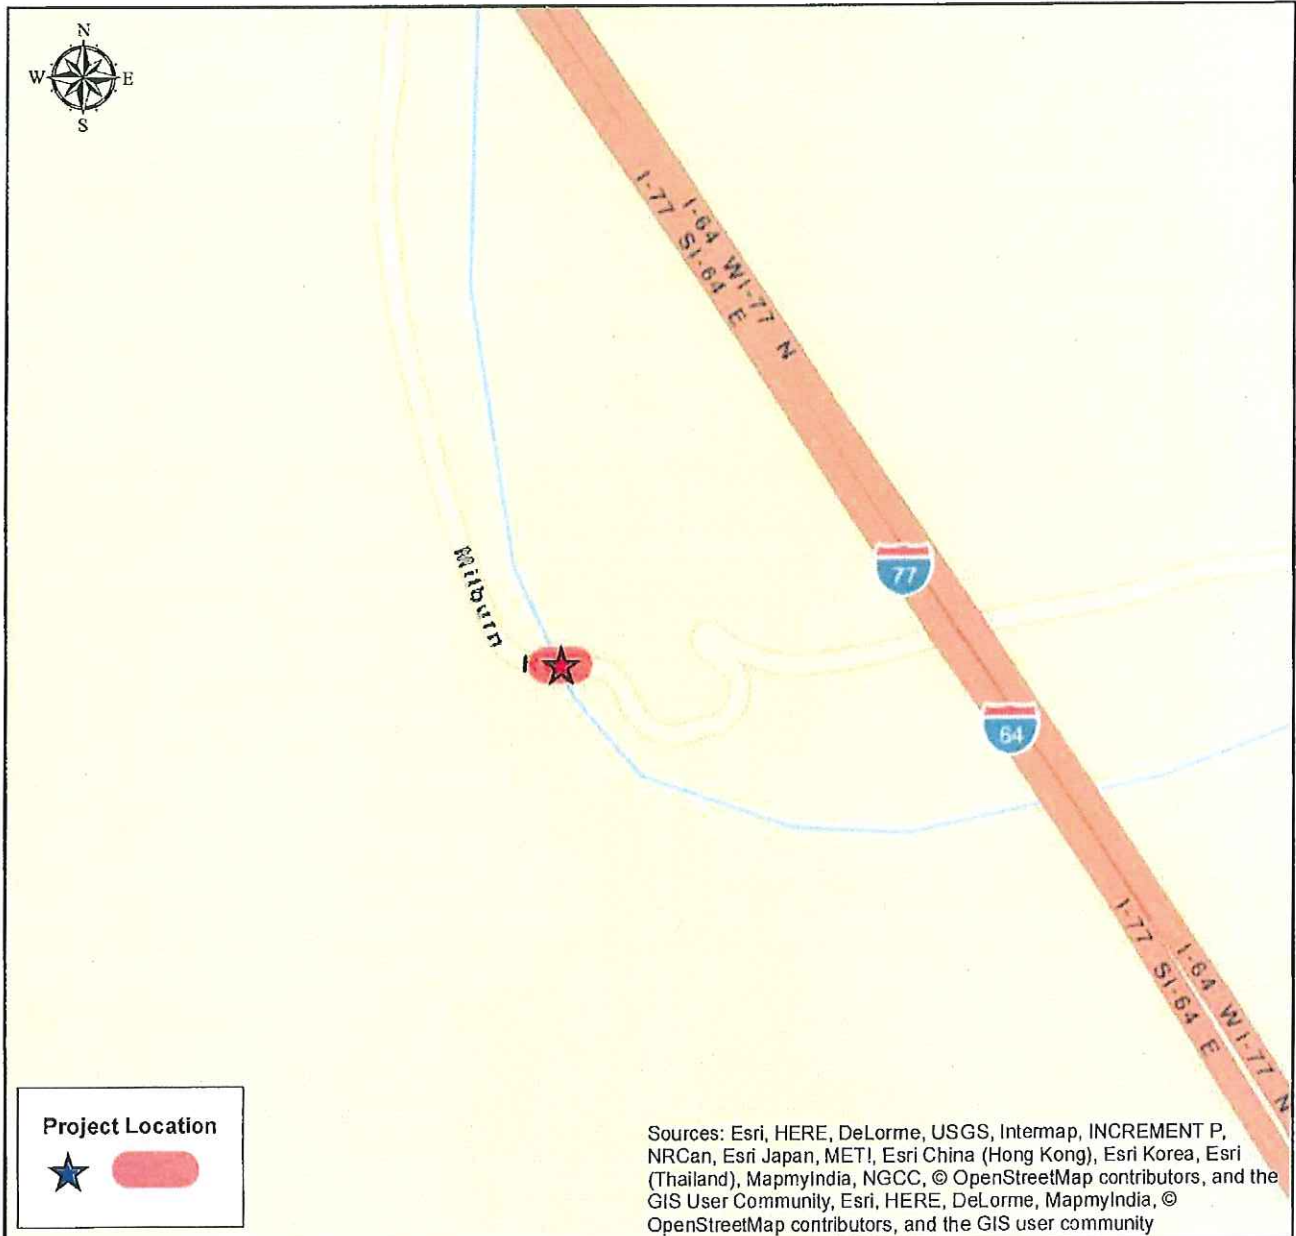 N
W E
S
I-77 S I-64 E
I-64 W I-77 N
Milburn
77
64
I-77 S I-64 E
I-64 W I-77 N
Project Location
Sources: Esri, HERE, DeLorme, USGS, Intermap, INCREMENT P,
NRCan, Esri Japan, METI, Esri China (Hong Kong), Esri Korea, Esri
(Thailand), MapmyIndia, NGCC, © OpenStreetMap contributors, and the
GIS User Community, Esri, HERE, DeLorme, MapmyIndia, ©
OpenStreetMap contributors, and the GIS user community